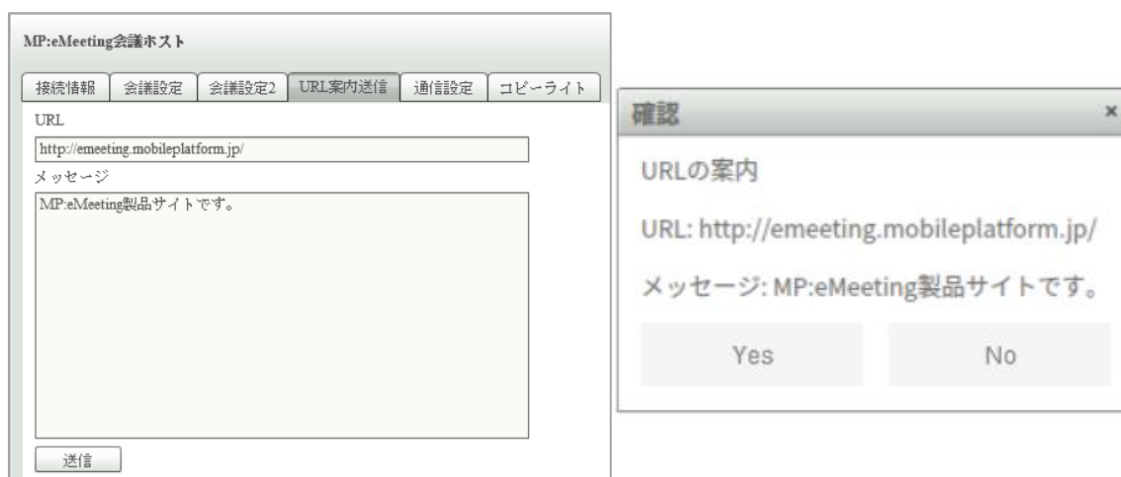 MP:eMeeting会議ホスト
接続情報 会議設定 会議設定2 URL案内送信 通信設定 コピーライト
URL
http://emeeting.mobileplatform.jp/
メッセージ
MP:eMeeting製品サイトです。
送信
確認 ×
URLの案内
URL: http://emeeting.mobileplatform.jp/
メッセージ: MP:eMeeting製品サイトです。
Yes No